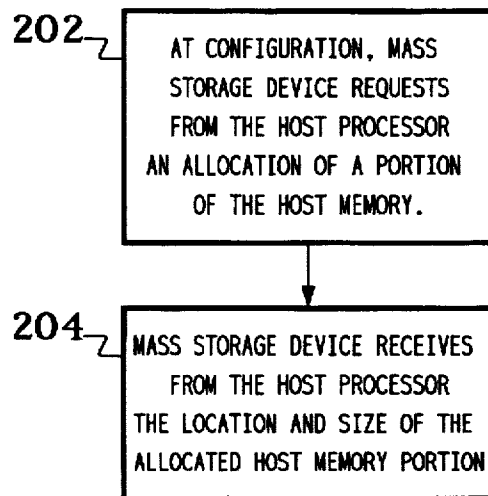 202
AT CONFIGURATION, MASS
STORAGE DEVICE REQUESTS
FROM THE HOST PROCESSOR
AN ALLOCATION OF A PORTION
OF THE HOST MEMORY.
204
MASS STORAGE DEVICE RECEIVES
FROM THE HOST PROCESSOR
THE LOCATION AND SIZE OF THE
ALLOCATED HOST MEMORY PORTION